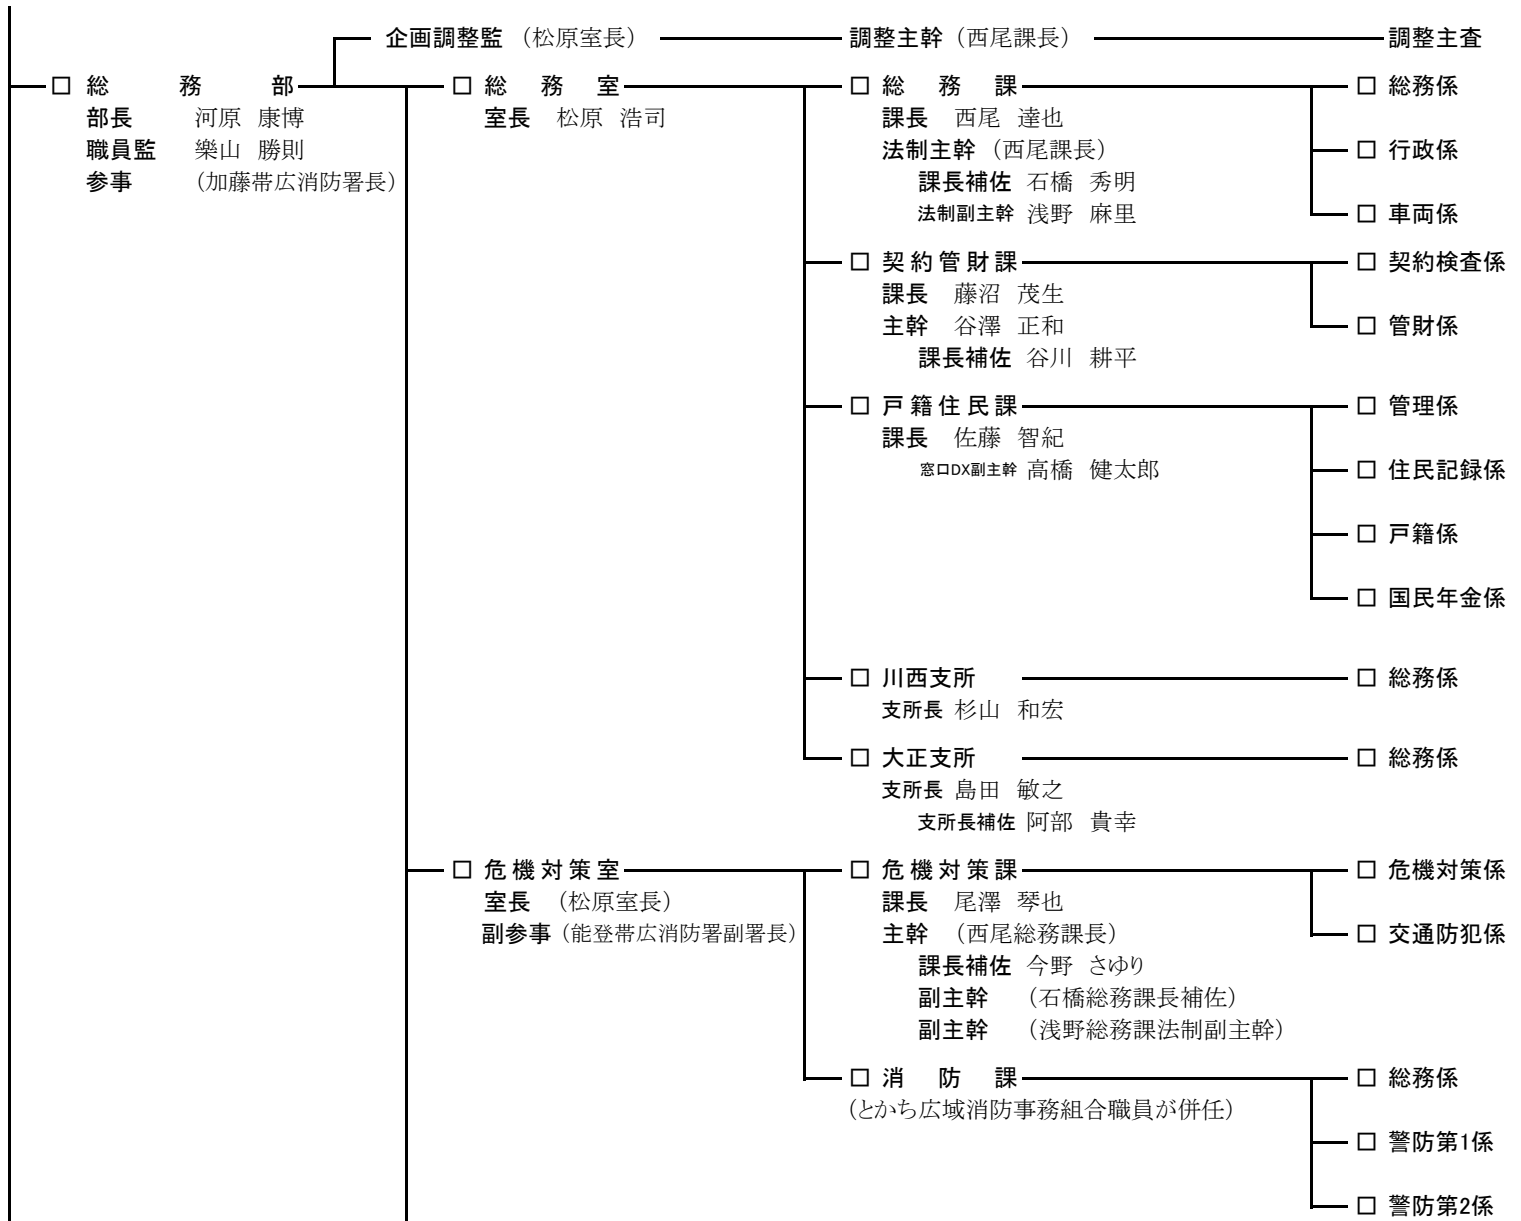 企画調整監 （松原室長） 調整主幹（西尾課長） 調整主査
□ 総務部 □ 総務室 □ 総務課 □ 総務係
部長 河原 康博 室長 松原 浩司 課長 西尾 達也
職員監 樂山 勝則 法制主幹（西尾課長） □ 行政係
参事 （加藤帯広消防署長） 課長補佐 石橋 秀明
法制副主幹 浅野 麻里 □ 車両係
□ 契約管財課 □ 契約検査係
課長 藤沼 茂生
主幹 谷澤 正和 □ 管財係
課長補佐 谷川 耕平
□ 戸籍住民課 □ 管理係
課長 佐藤 智紀
窓口DX副主幹 高橋 健太郎 □ 住民記録係
□ 戸籍係
□ 国民年金係
□ 川西支所 □ 総務係
支所長 杉山 和宏
□ 大正支所 □ 総務係
支所長 島田 敏之
支所長補佐 阿部 貴幸
□ 危機対策室 □ 危機対策課 □ 危機対策係
室長 （松原室長） 課長 尾澤 琴也
副参事（能登帯広消防署副署長） 主幹 （西尾総務課長） □ 交通防犯係
課長補佐 今野 さゆり
副主幹 （石橋総務課長補佐）
副主幹 （浅野総務課法制副主幹）
□ 消防課 □ 総務係
（とかち広域消防事務組合職員が併任）
□ 警防第1係
□ 警防第2係